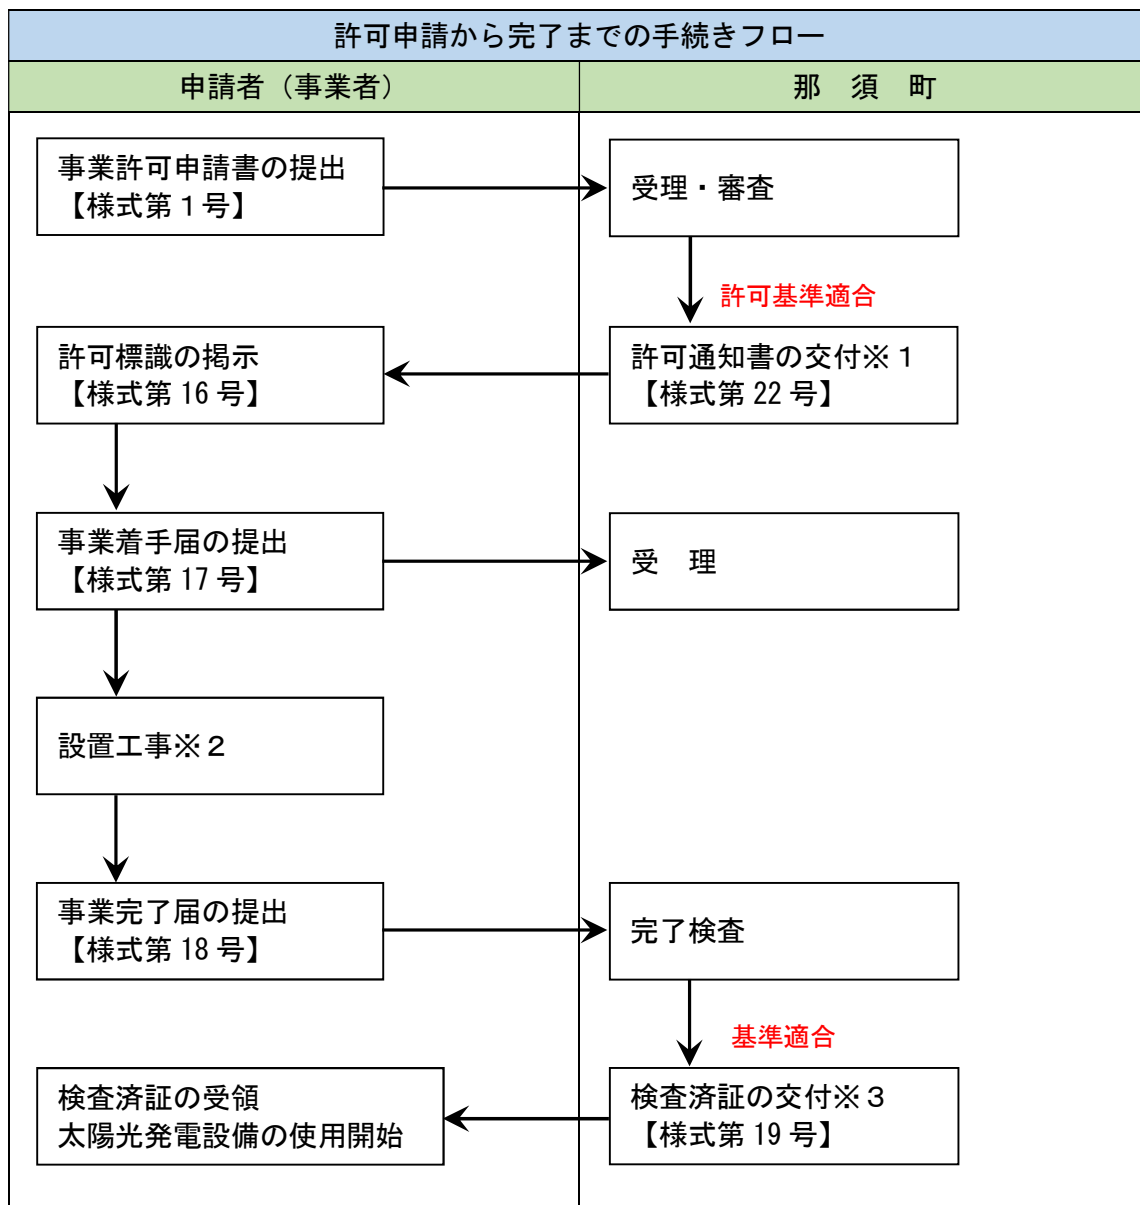 許可申請から完了までの手続きフロー
申請者（事業者）
那　須　町
事業許可申請書の提出
【様式第１号】
受理・審査
許可基準適合
許可標識の掲示
【様式第 16 号】
許可通知書の交付※１
【様式第 22 号】
事業着手届の提出
【様式第 17 号】
受　理
設置工事※２
事業完了届の提出
【様式第 18 号】
完了検査
基準適合
検査済証の受領
太陽光発電設備の使用開始
検査済証の交付※３
【様式第 19 号】